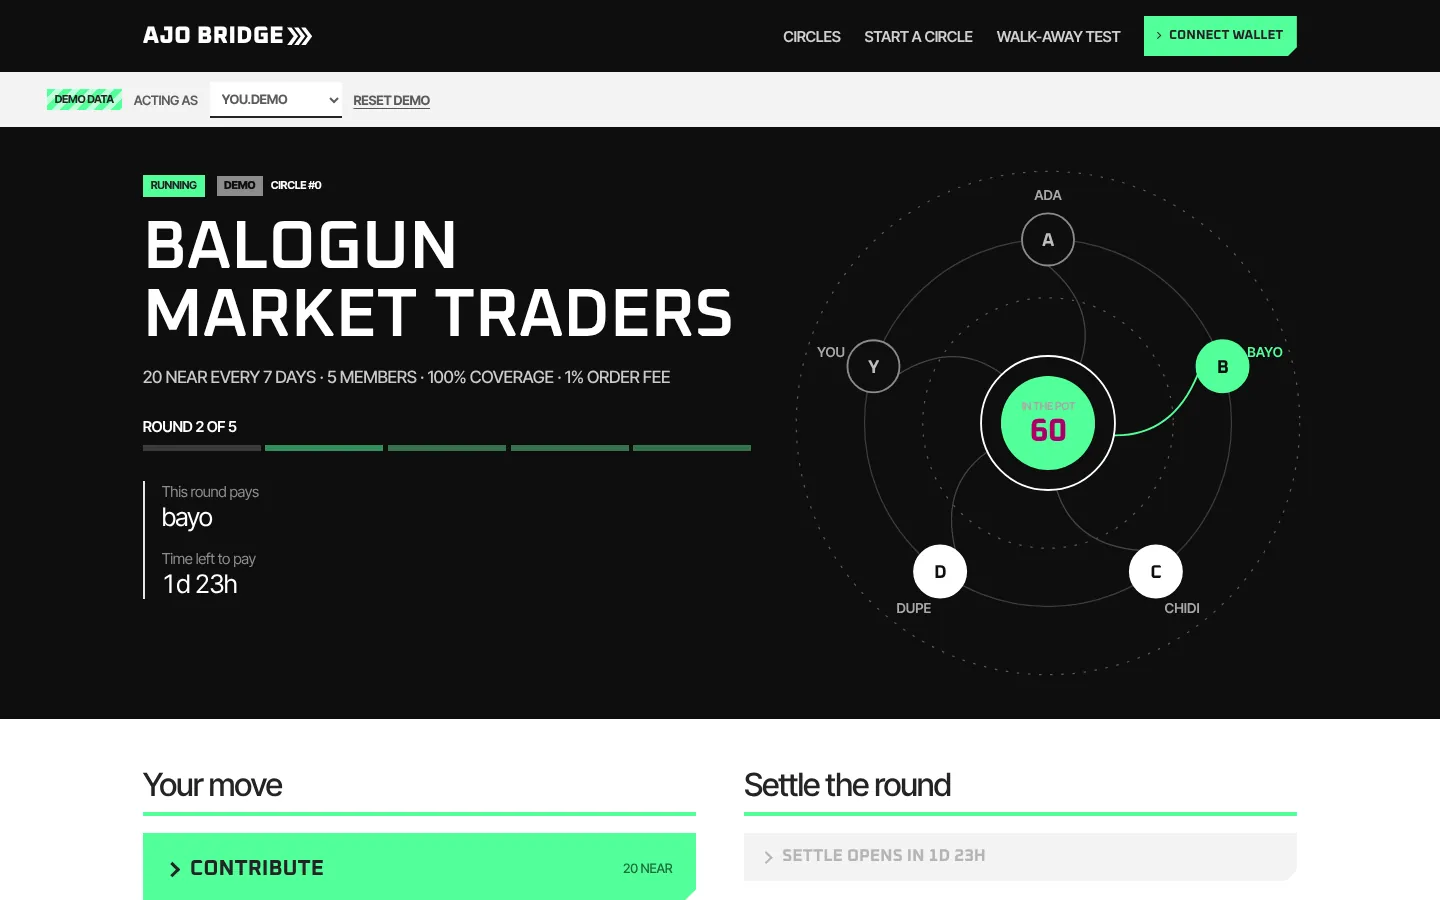 AJO BRIDGE
CIRCLES
START A CIRCLE
WALK-AWAY TEST
CONNECT WALLET
DEMO DATA
ACTING AS
YOU.DEMO
RESET DEMO
RUNNING
DEMO
CIRCLE #0
BALOGUN
MARKET TRADERS
20 NEAR EVERY 7 DAYS · 5 MEMBERS · 100% COVERAGE · 1% ORDER FEE
ROUND 2 OF 5
This round pays
bayo
Time left to pay
1d 23h
ADA
A
YOU
Y
B
BAYO
IN THE POT
60
D
DUPE
C
CHIDI
Your move
CONTRIBUTE
20 NEAR
Settle the round
SETTLE OPENS IN 1D 23H